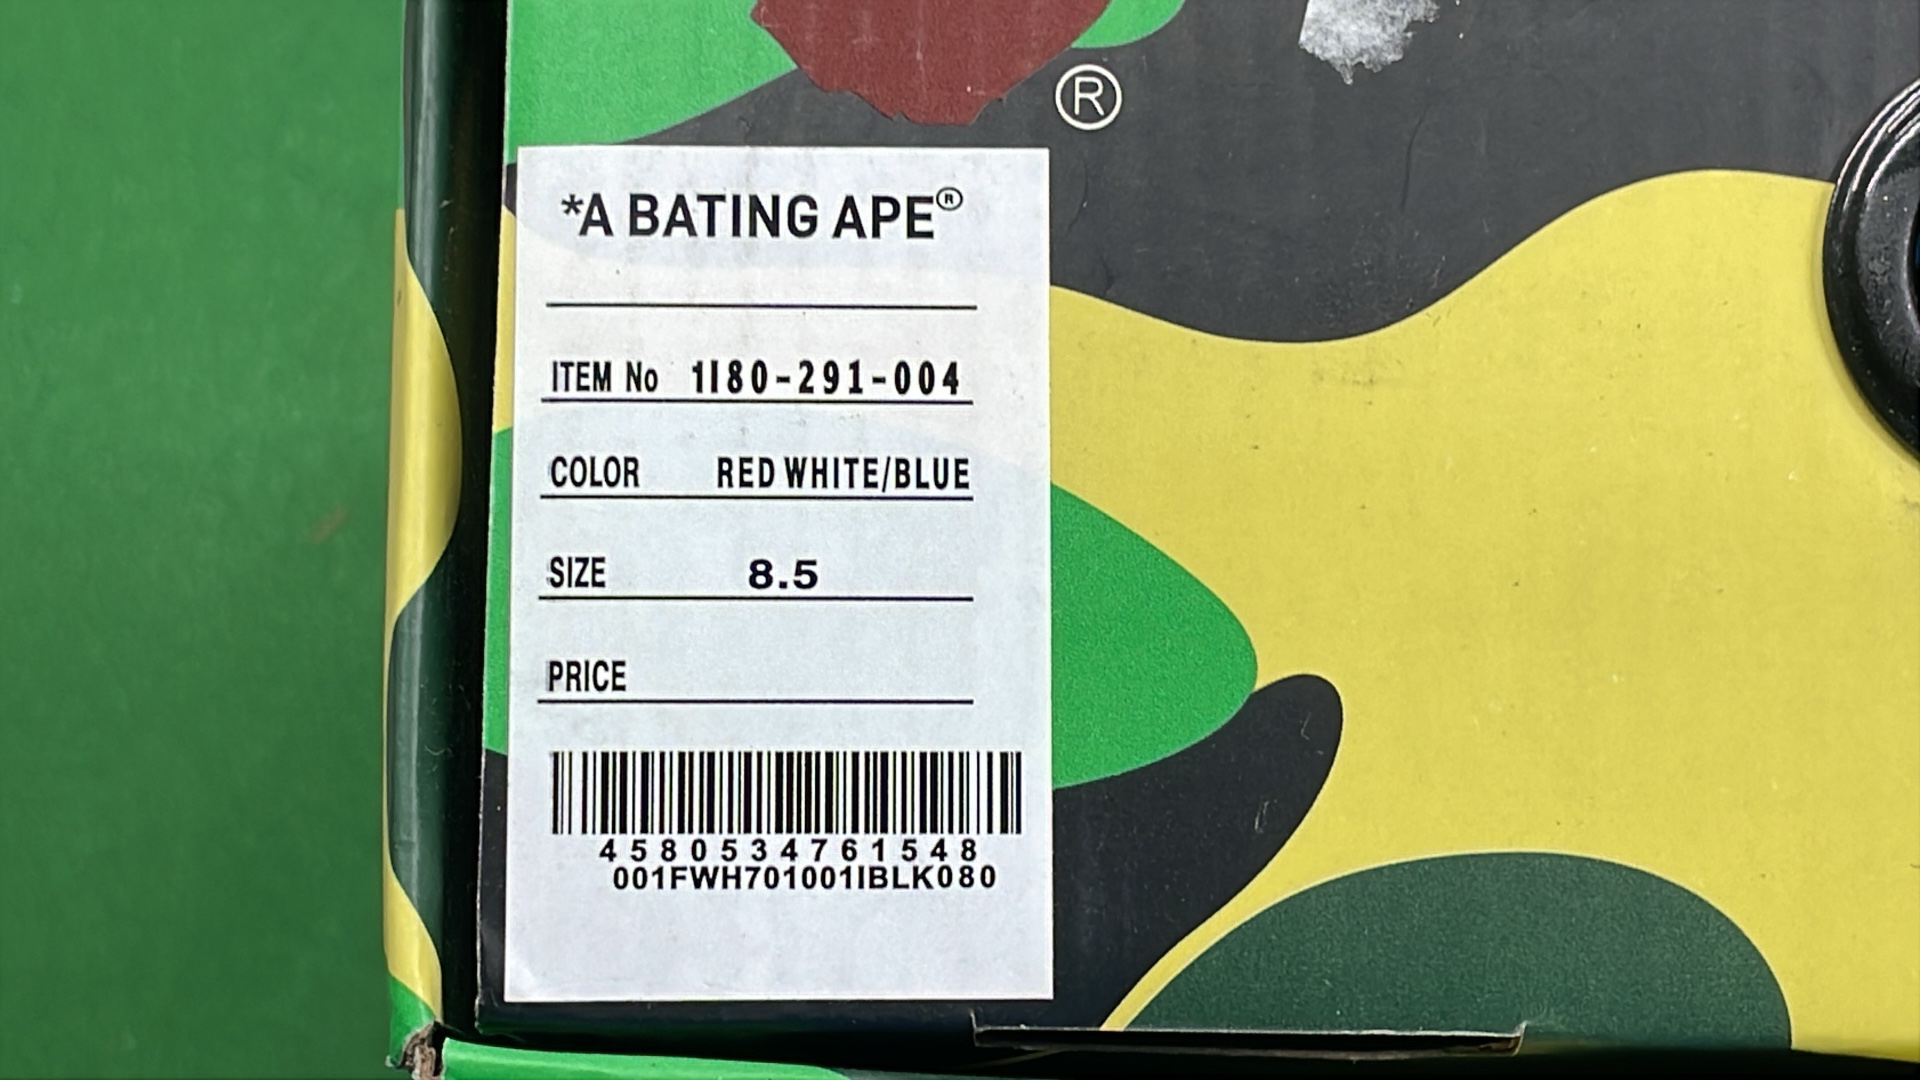 ®
*A BATING APE®
ITEM No 1I80-291-004
COLOR RED WHITE/BLUE
SIZE 8.5
PRICE
4580534761548
001FWH701001IBLK080